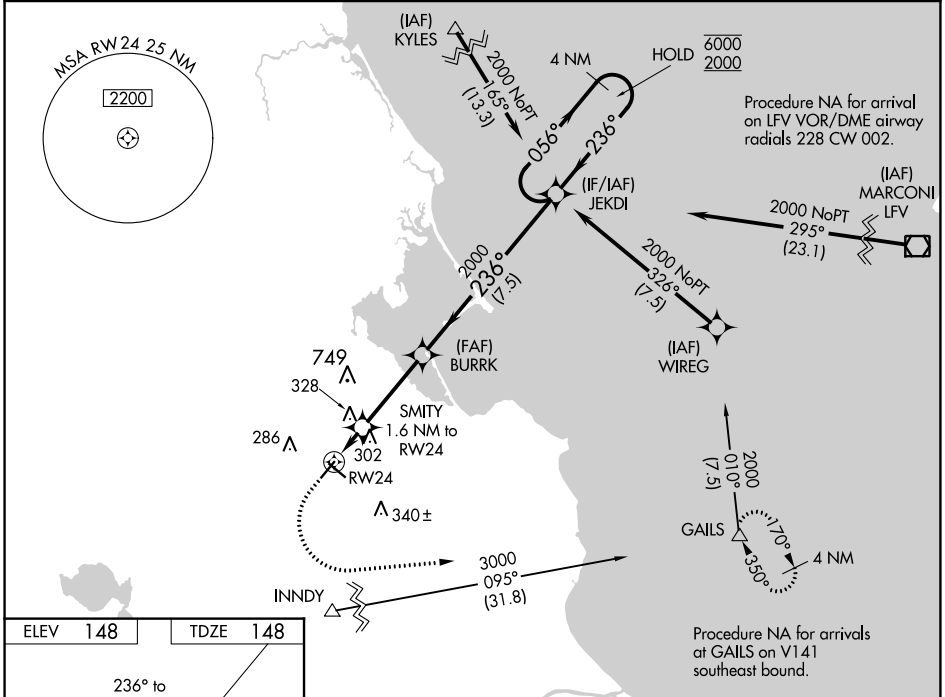 MSA RW 24 25 NM
2200
(IAF)
KYLES
2000 NoPT
165°
(13.3)
4 NM
HOLD
6000
2000
056°
236°
Procedure NA for arrival
on LFV VOR/DME airway
radials 228 CW 002.
(IF/IAF)
JEKDI
(IAF)
MARCONI
LFV
2000 NoPT
295°
(23.1)
2000
236°
(7.5)
2000 NoPT
326°
(7.5)
(IAF)
WIREG
(FAF)
BURRK
749
328
SMITY
1.6 NM to
RW24
286
302
RW24
340±
2000
010°
(7.5)
GAILS
170°
350°
4 NM
3000
095°
(31.8)
INNDY
Procedure NA for arrivals
at GAILS on V141
southeast bound.
ELEV 148
TDZE 148
236° to